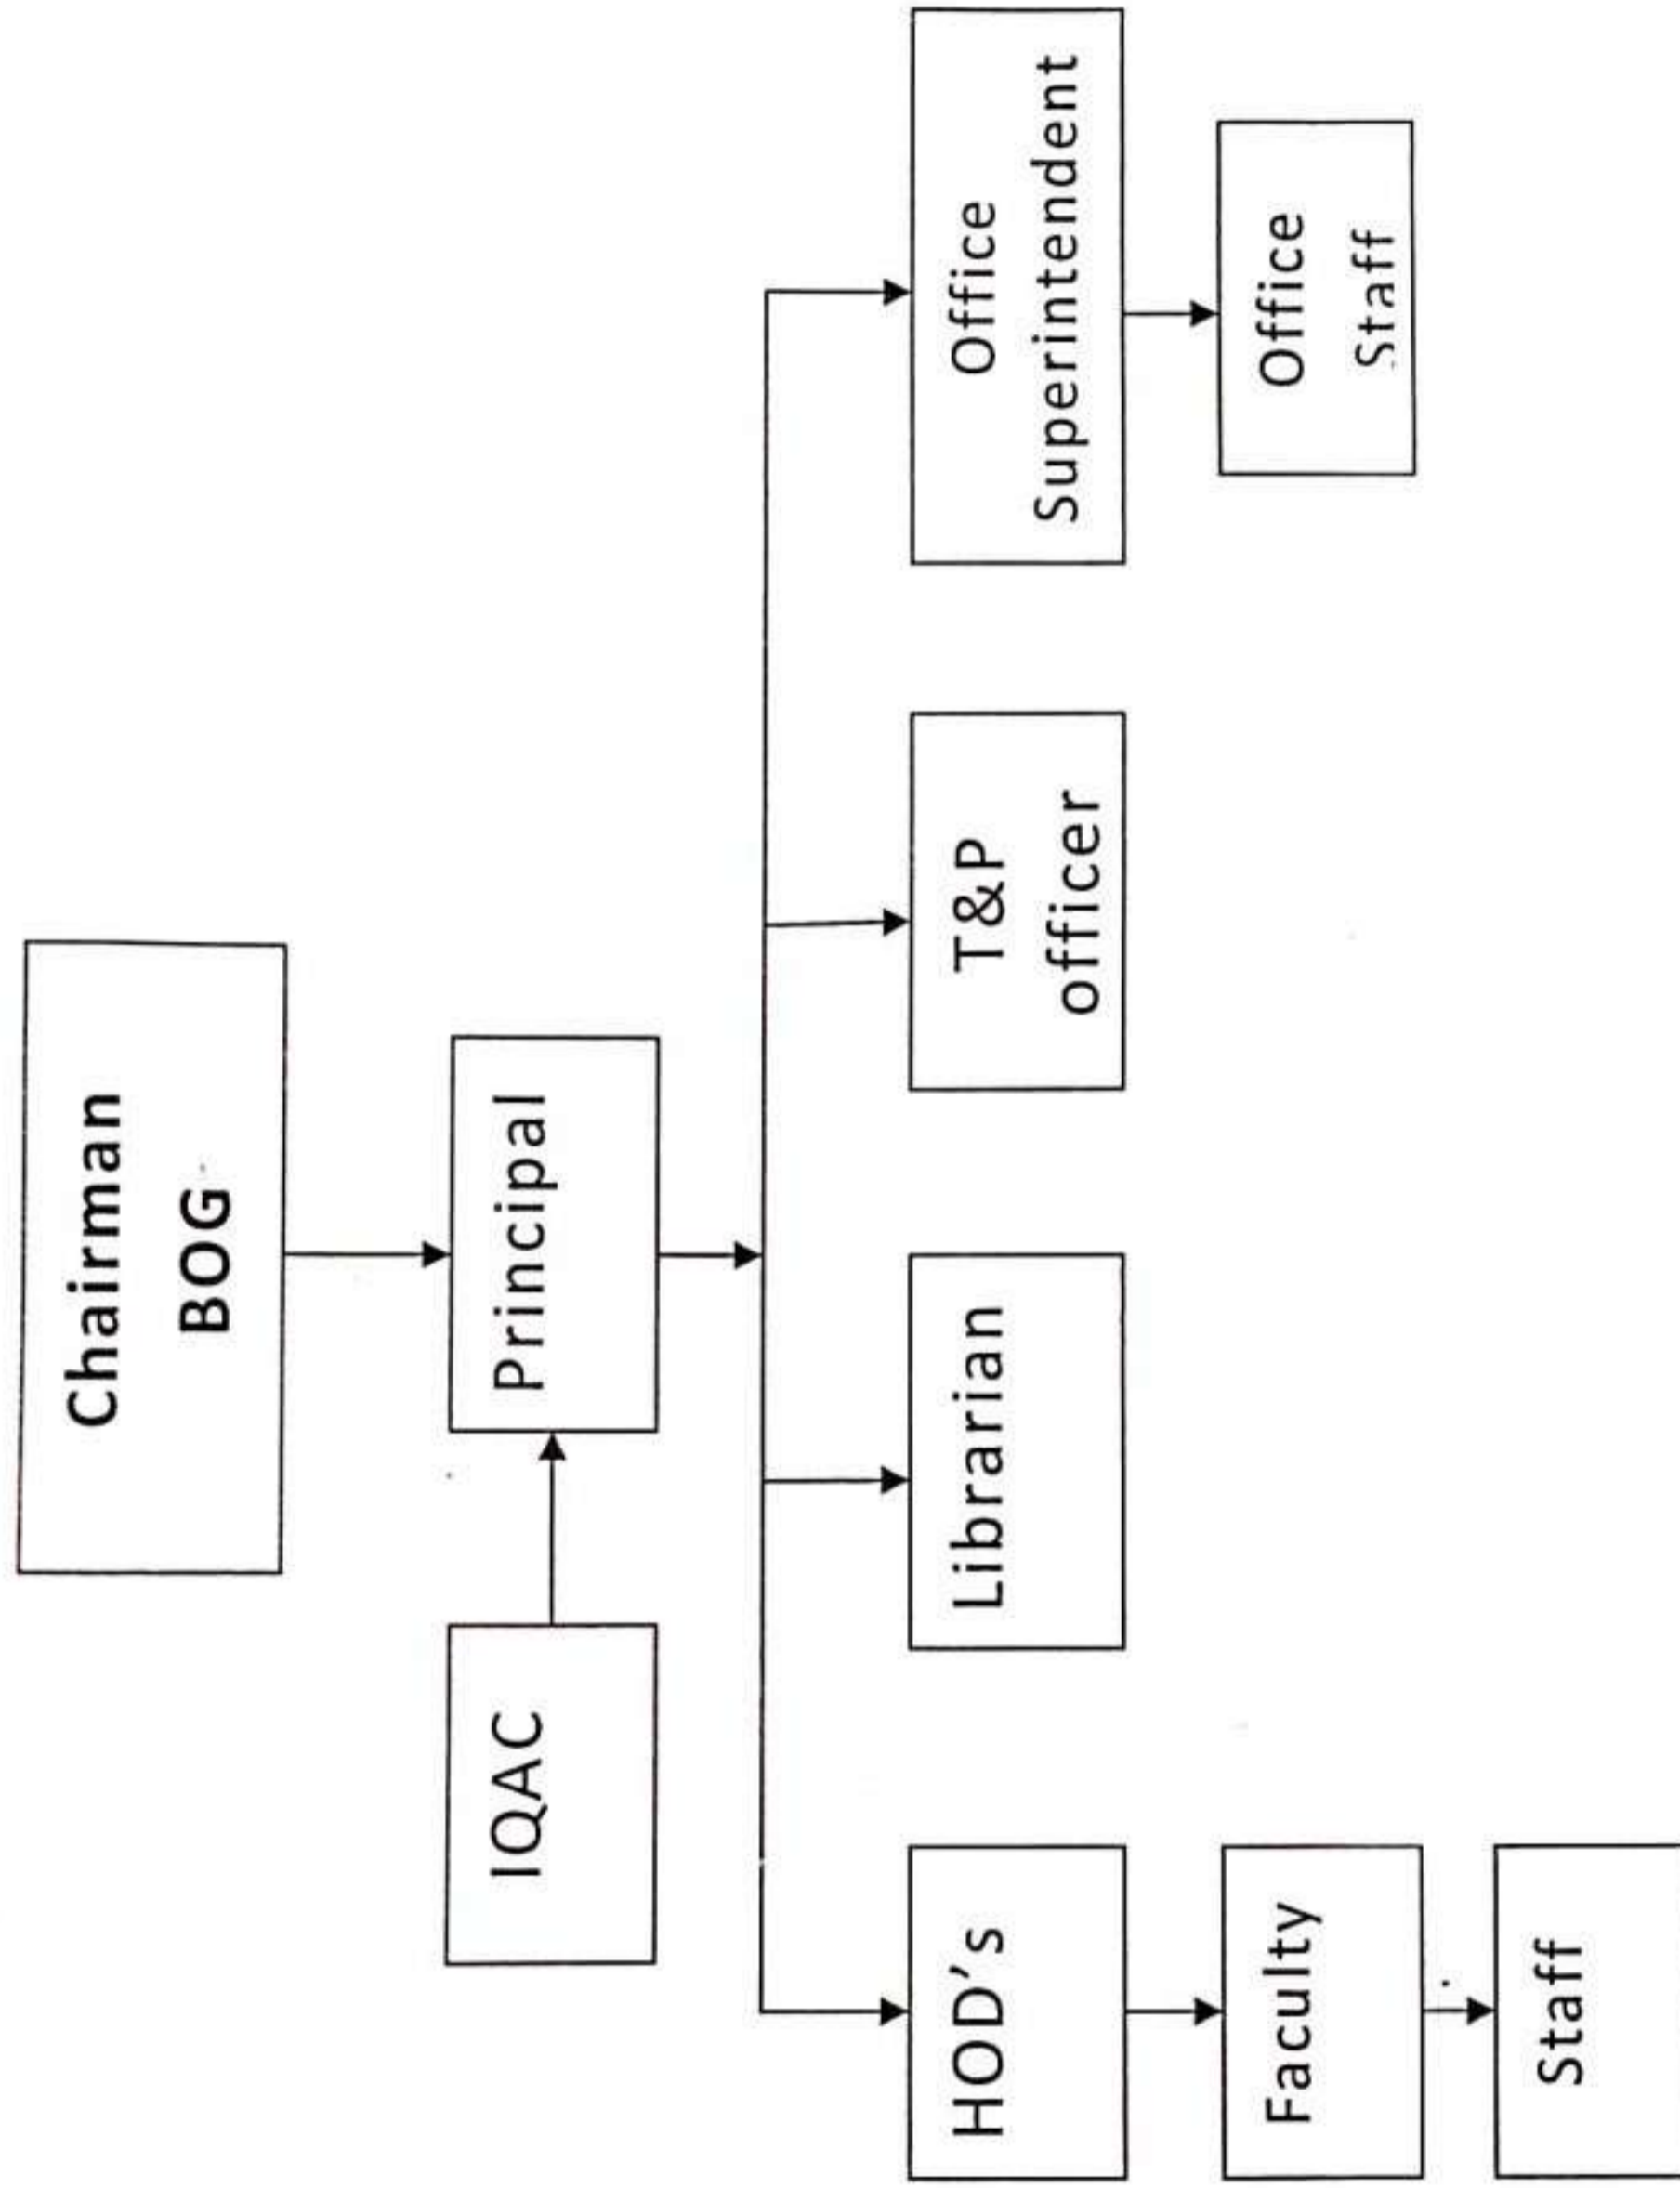 Chairman
BOG
IQAC
Principal
HOD’s
Librarian
T&P
officer
Office
Superintendent
Faculty
Office
Staff
Staff